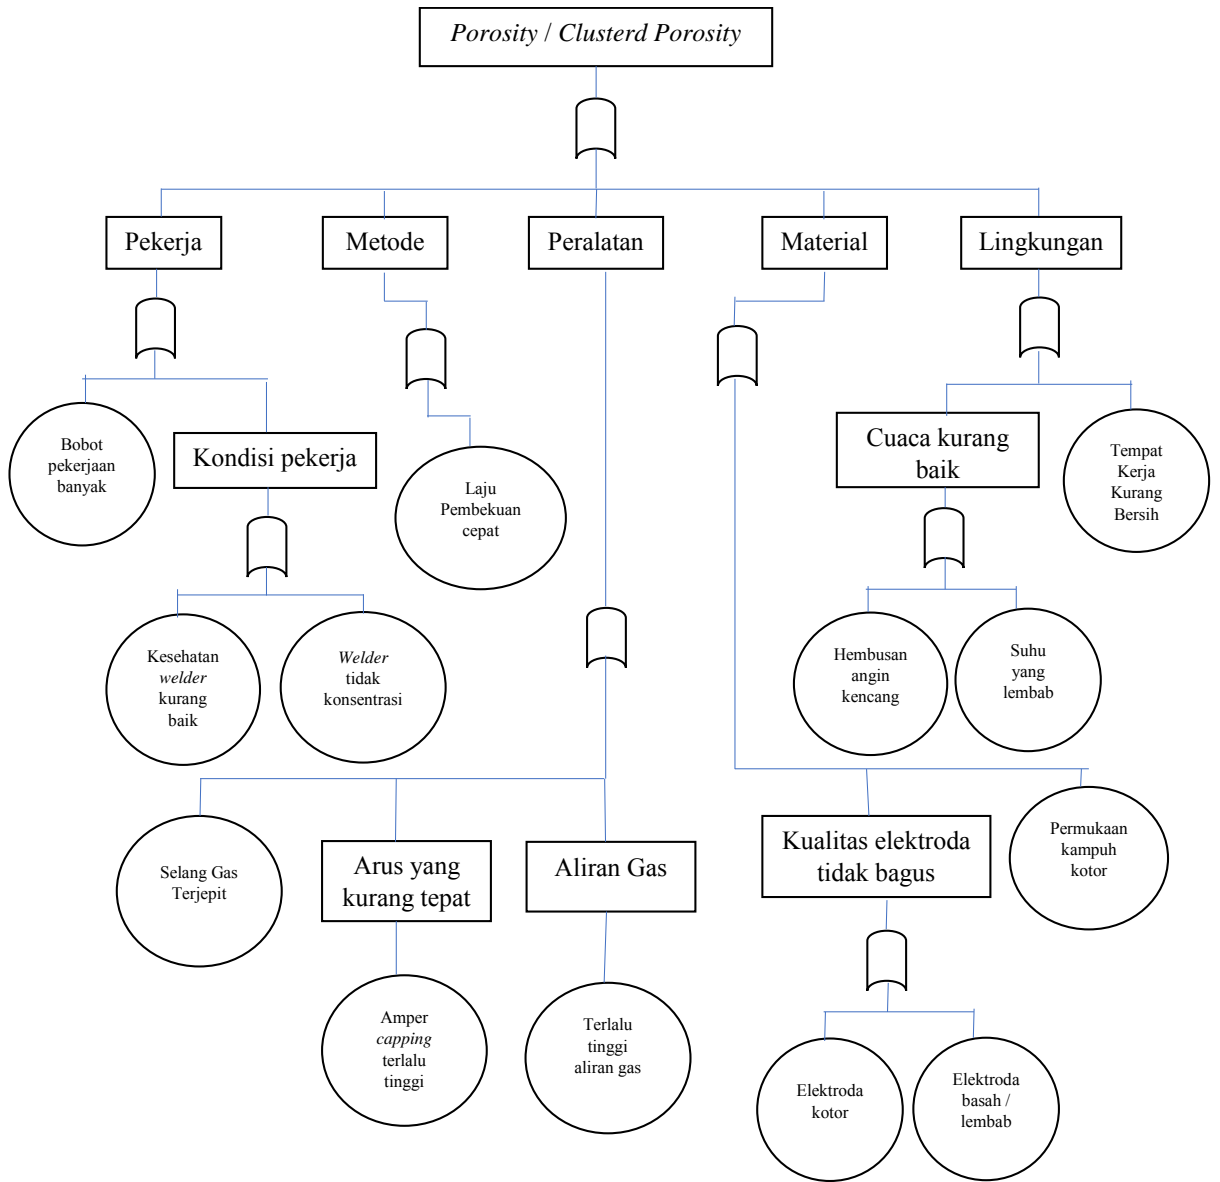 Porosity / Clusterd Porosity
Pekerja
Metode
Peralatan
Material
Lingkungan
Bobot
pekerjaan
banyak
Kondisi pekerja
Laju
Pembekuan
cepat
Cuaca kurang
baik
Tempat
Kerja
Kurang
Bersih
Kesehatan
welder
kurang
baik
Welder
tidak
konsentrasi
Hembusan
angin
kencang
Suhu
yang
lembab
Selang Gas
Terjepit
Arus yang
kurang tepat
Aliran Gas
Kualitas elektroda
tidak bagus
Permukaan
kampuh
kotor
Amper
capping
terlalu
tinggi
Terlalu
tinggi
aliran gas
Elektroda
kotor
Elektroda
basah /
lembab